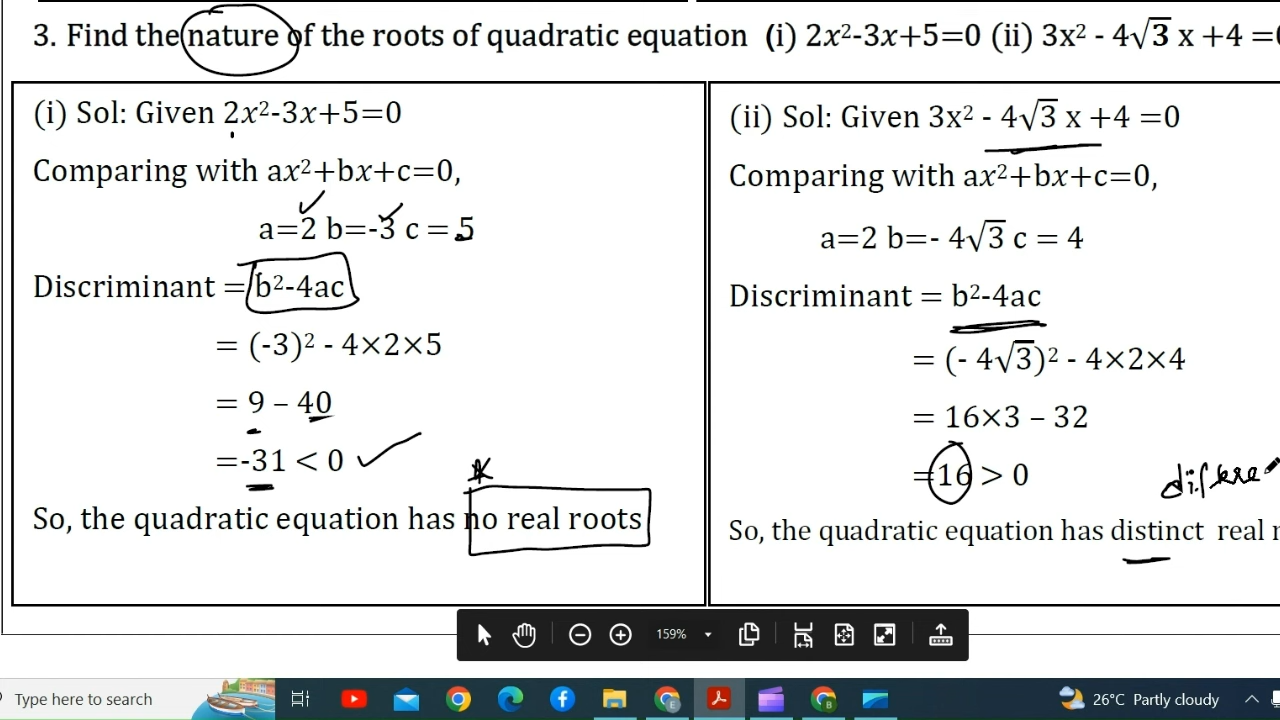 3. Find the nature of the roots of quadratic equation (i) 2x²-3x+5=0 (ii) 3x² - 4√3 x +4 =0
(i) Sol: Given 2x²-3x+5=0
Comparing with ax²+bx+c=0,
a=2 b=-3 c = 5
Discriminant = b²-4ac
= (-3)² - 4×2×5
= 9 – 40
=-31 < 0
So, the quadratic equation has no real roots
(ii) Sol: Given 3x² - 4√3 x +4 =0
Comparing with ax²+bx+c=0,
a=2 b=- 4√3 c = 4
Discriminant = b²-4ac
= (- 4√3)² - 4×2×4
= 16×3 – 32
=16 > 0
differe
So, the quadratic equation has distinct real
159%
Type here to search
26°C Partly cloudy